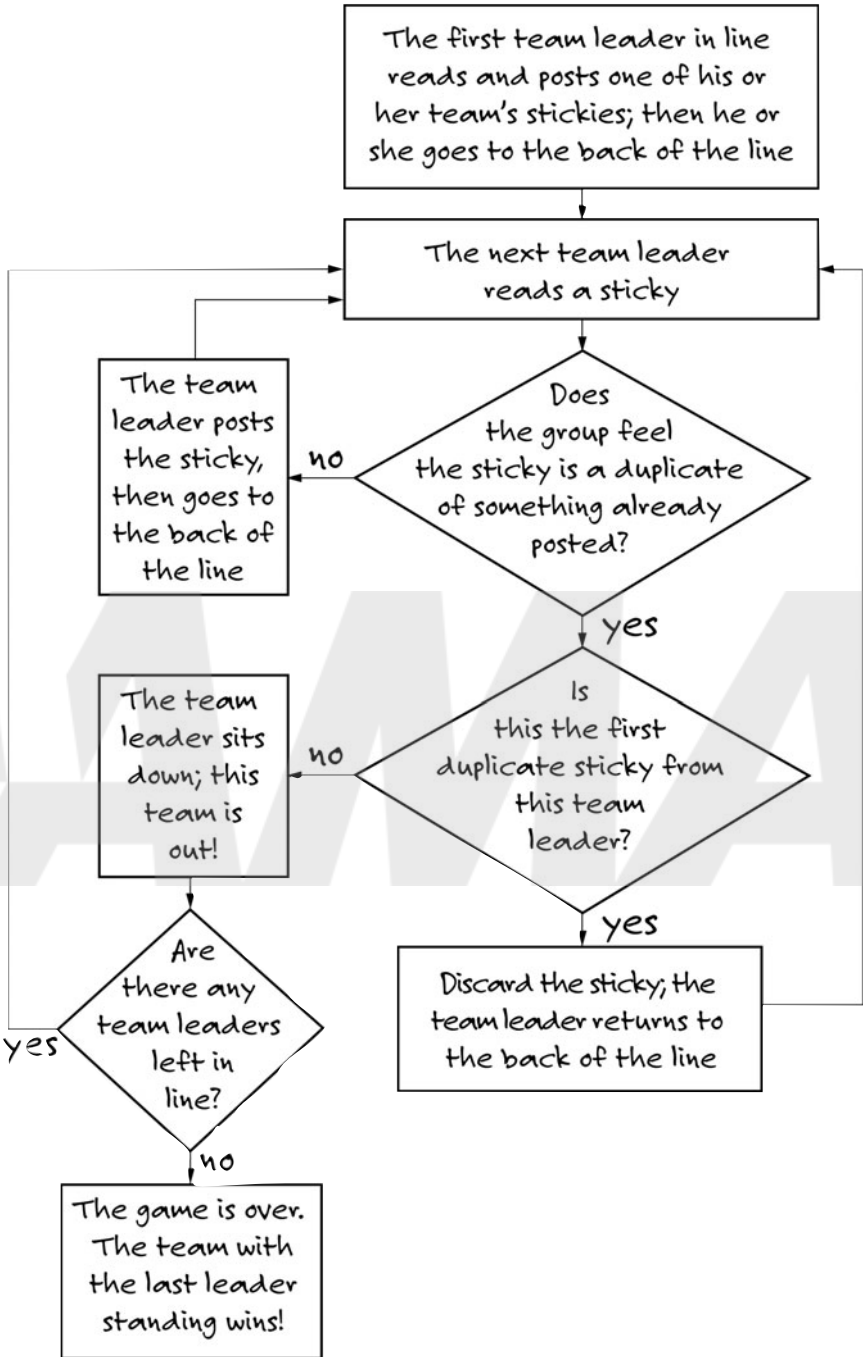 The first team leader in line
reads and posts one of his or
her team's stickies; then he or
she goes to the back of the line
The next team leader
reads a sticky
Does
the group feel
the sticky is a duplicate
of something already
posted?
no
The team
leader posts
the sticky,
then goes to
the back of
the line
yes
Is
this the first
duplicate sticky from
this team
leader?
no
The team
leader sits
down; this
team is
out!
yes
Discard the sticky; the
team leader returns to
the back of the line
Are
there any
team leaders
left in
line?
yes
no
The game is over.
The team with
the last leader
standing wins!
AMA